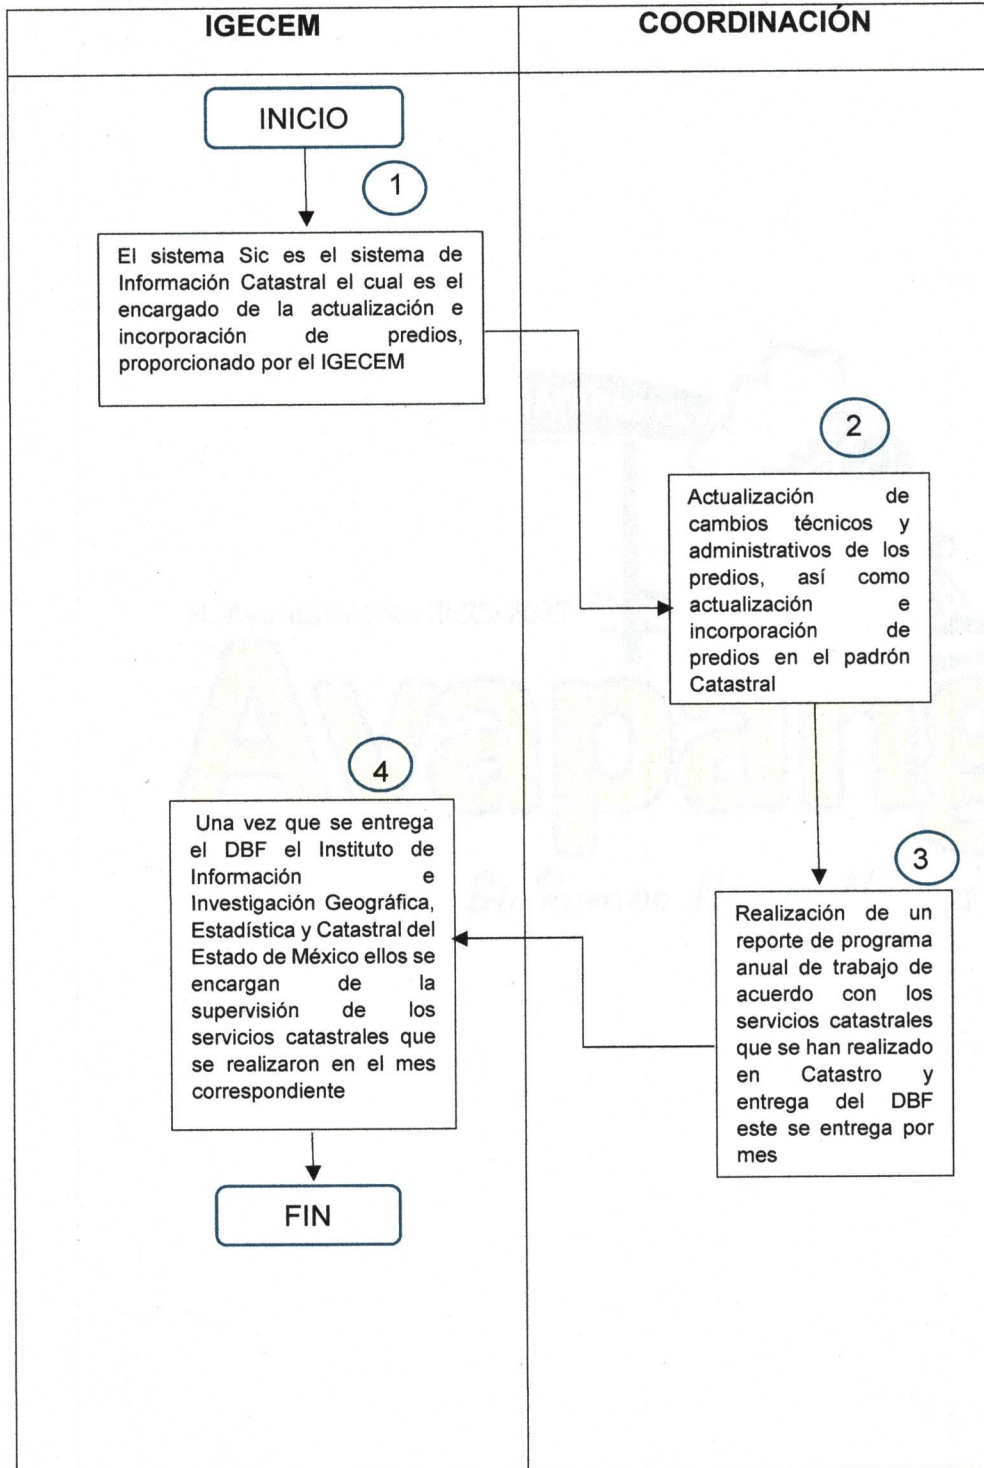 IGECEM
COORDINACIÓN
INICIO
1
El sistema Sic es el sistema de
Información Catastral el cual es el
encargado de la actualización e
incorporación de predios,
proporcionado por el IGECEM
2
Actualización de
cambios técnicos y
administrativos de los
predios, así como
actualización e
incorporación de
predios en el padrón
Catastral
3
Realización de un
reporte de programa
anual de trabajo de
acuerdo con los
servicios catastrales
que se han realizado
en Catastro y
entrega del DBF
este se entrega por
mes
4
Una vez que se entrega
el DBF el Instituto de
Información e
Investigación Geográfica,
Estadística y Catastral del
Estado de México ellos se
encargan de la
supervisión de los
servicios catastrales que
se realizaron en el mes
correspondiente
FIN